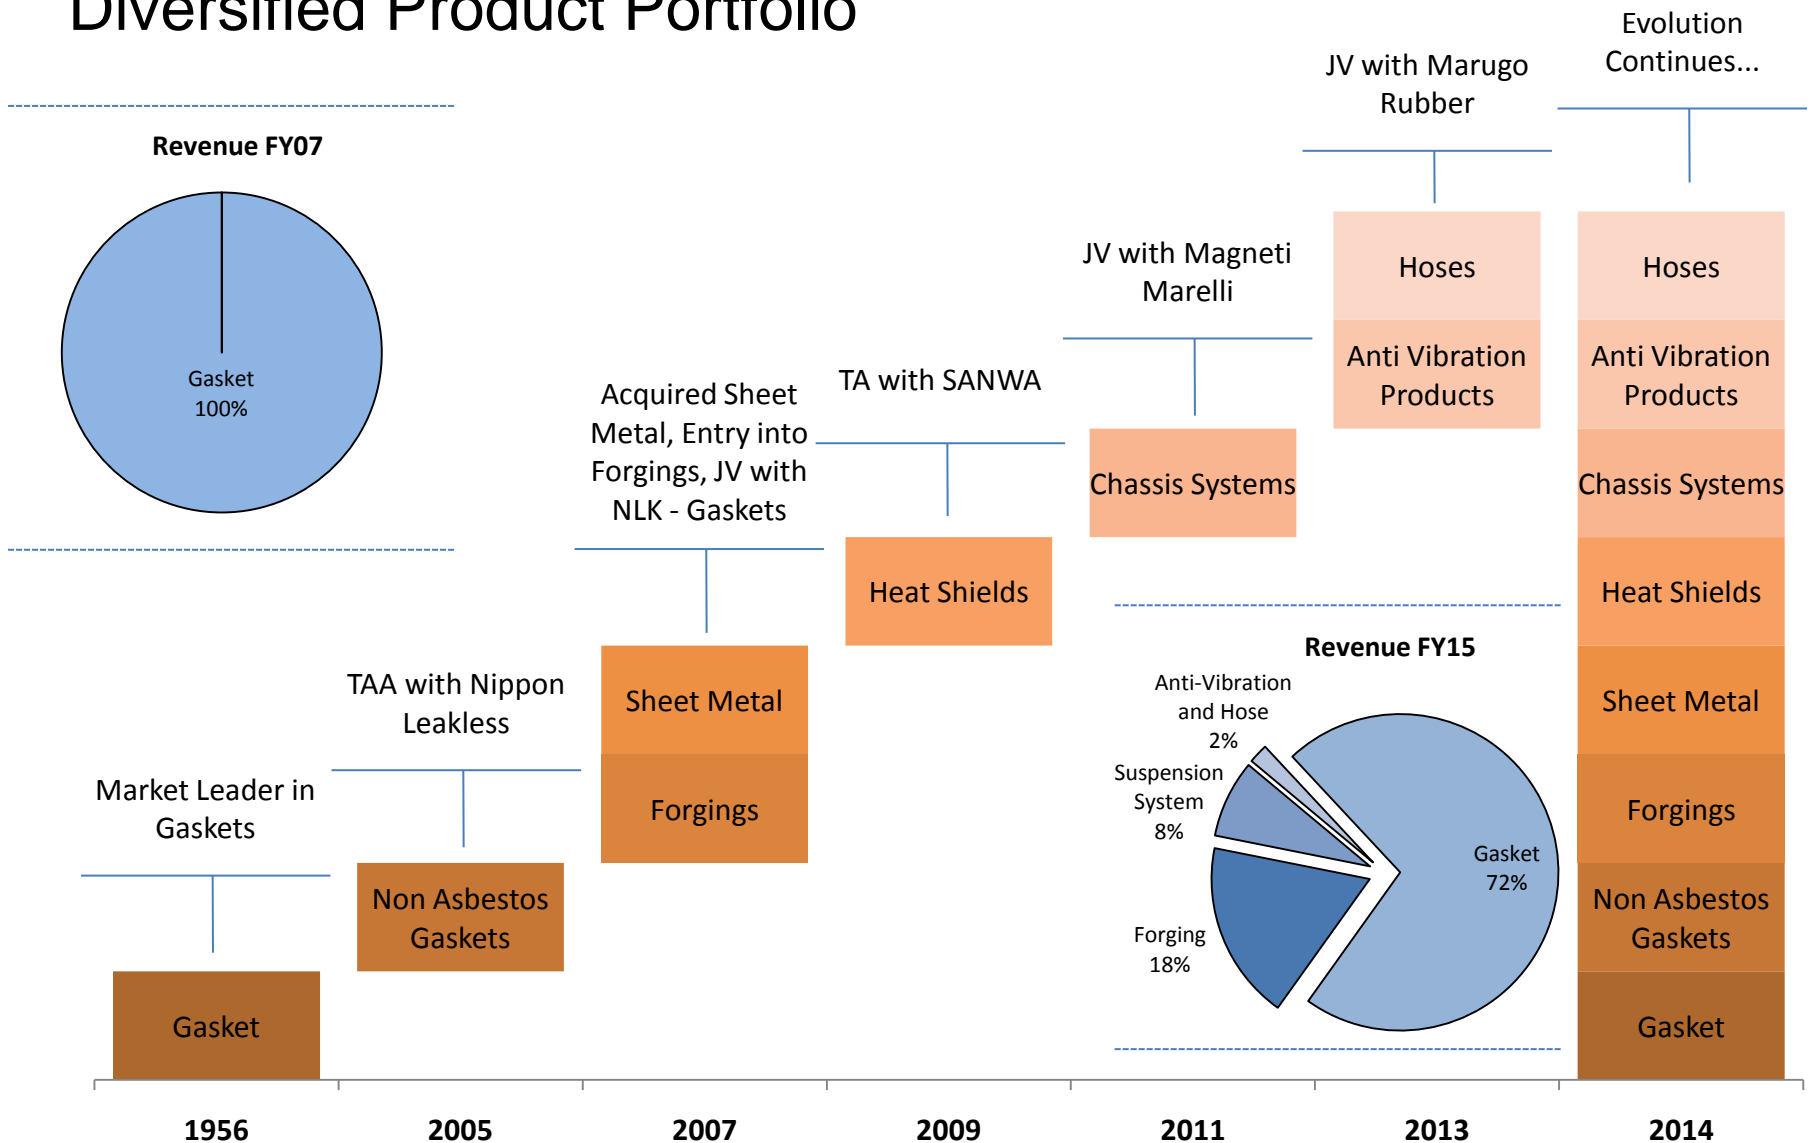 Diversified Product Portfolio
Evolution
Continues...
JV with Marugo
Rubber
Revenue FY07
Gasket
100%
JV with Magneti
Marelli
TA with SANWA
Acquired Sheet
Metal, Entry into
Forgings, JV with
NLK - Gaskets
TAA with Nippon
Leakless
Market Leader in
Gaskets
Gasket
Non Asbestos
Gaskets
Sheet Metal
Forgings
Heat Shields
Chassis Systems
Hoses
Anti Vibration
Products
Hoses
Anti Vibration
Products
Chassis Systems
Heat Shields
Sheet Metal
Forgings
Non Asbestos
Gaskets
Gasket
Revenue FY15
Anti-Vibration
and Hose
2%
Suspension
System
8%
Forging
18%
Gasket
72%
1956
2005
2007
2009
2011
2013
2014